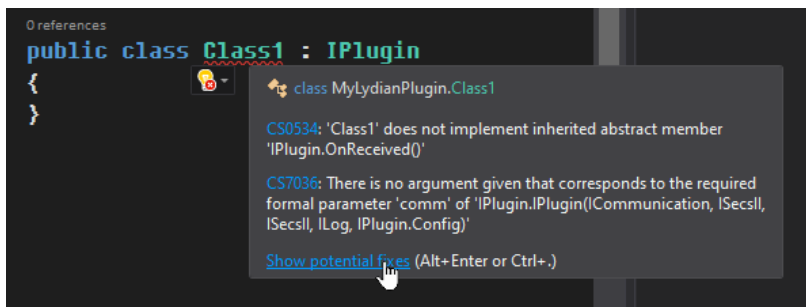 0 references
public class Class1 : IPlugin
{
}
class MyLydianPlugin.Class1
CS0534: 'Class1' does not implement inherited abstract member
'IPlugin.OnReceived()'
CS7036: There is no argument given that corresponds to the required
formal parameter 'comm' of 'IPlugin.IPlugin(ICommunication, ISecsII,
ISecsII, ILog, IPlugin.Config)'
Show potential fixes (Alt+Enter or Ctrl+.)